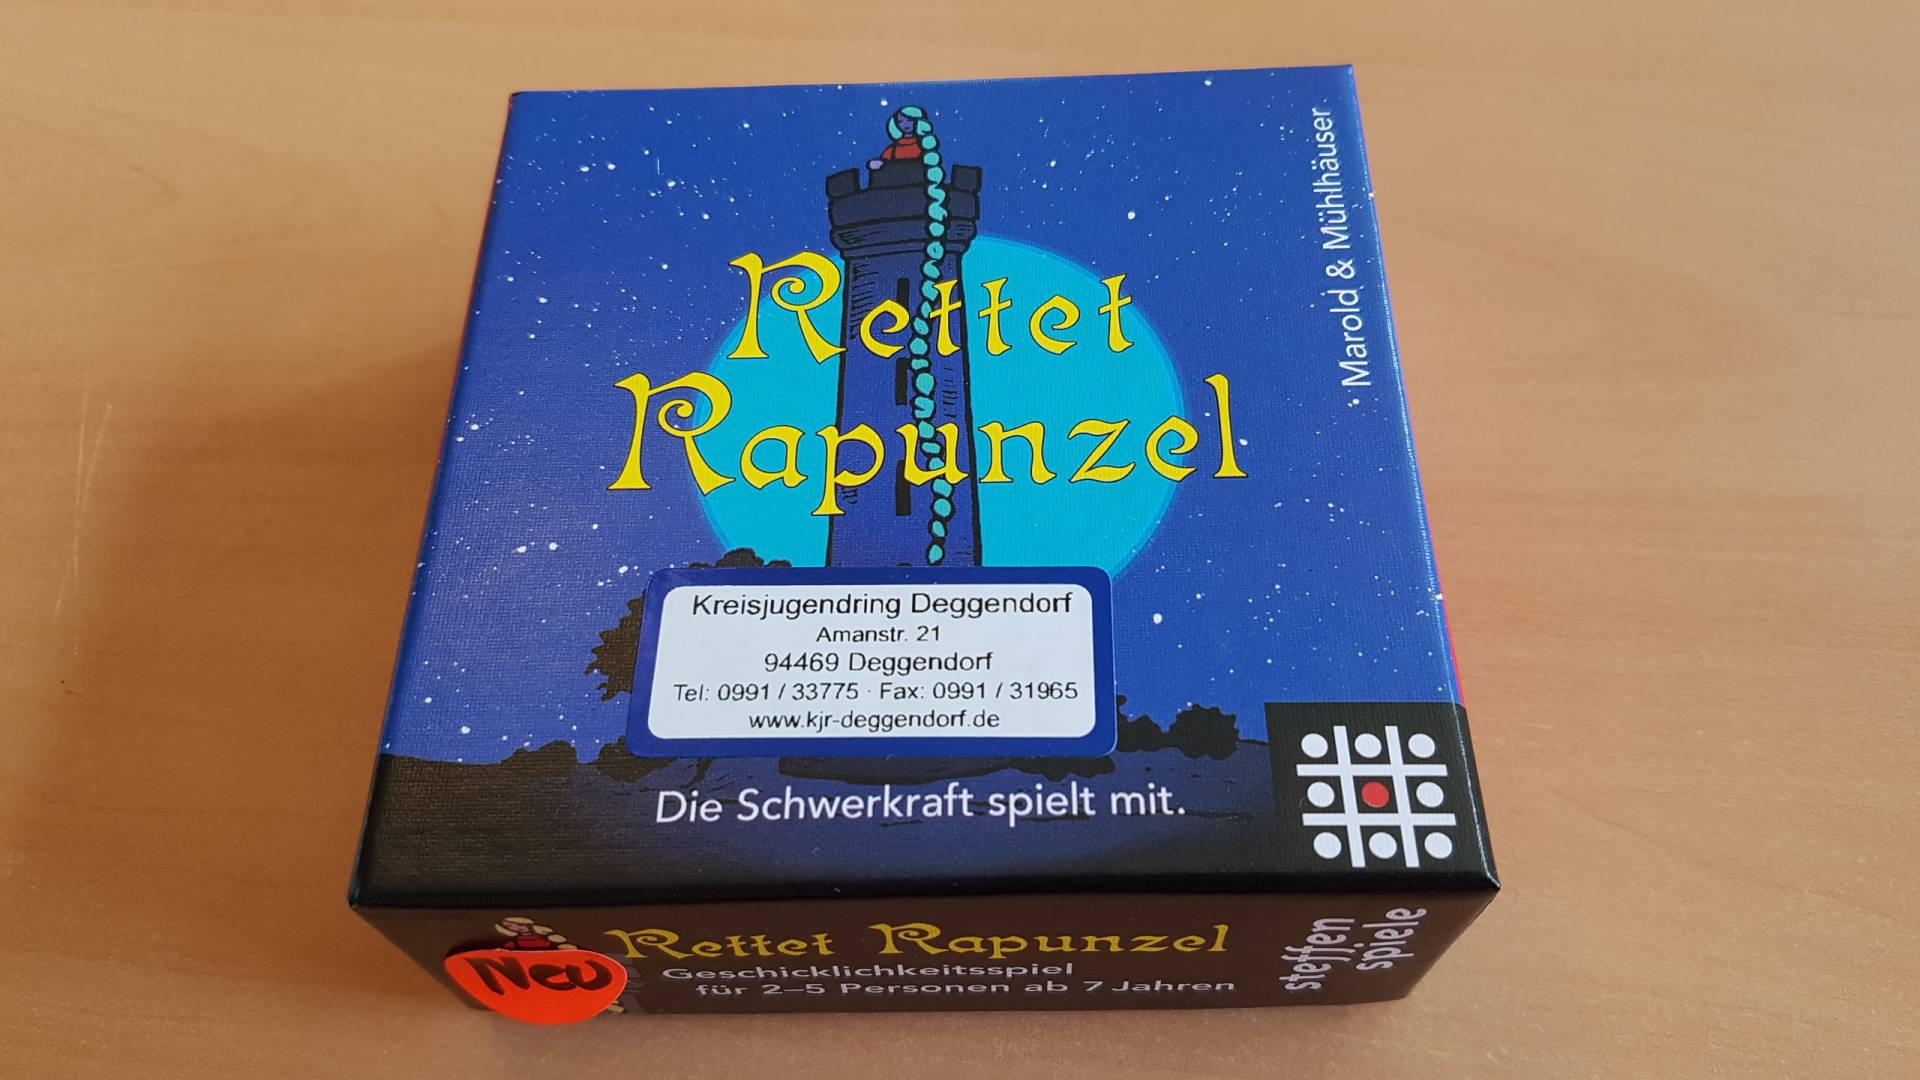 Marold & Mühlhäuser
Rettet
Rapunzel
Kreisjugendring Deggendorf
Amanstr. 21
94469 Deggendorf
Tel: 0991 / 33775 · Fax: 0991 / 31965
www.kjr-deggendorf.de
Die Schwerkraft spielt mit.
Neu
Rettet Rapunzel
Geschicklichkeitsspiel
für 2–5 Personen ab 7 Jahren
steffen
spiele